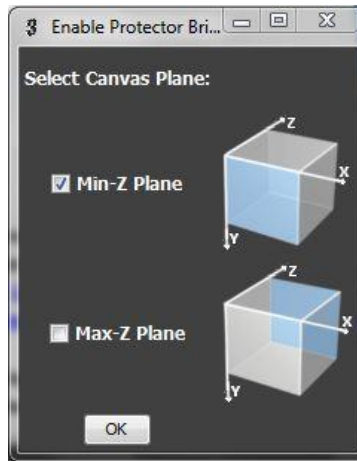 Enable Protector Bri...
Select Canvas Plane:
Z
Min-Z Plane
X
Y
Z
Max-Z Plane
X
Y
OK